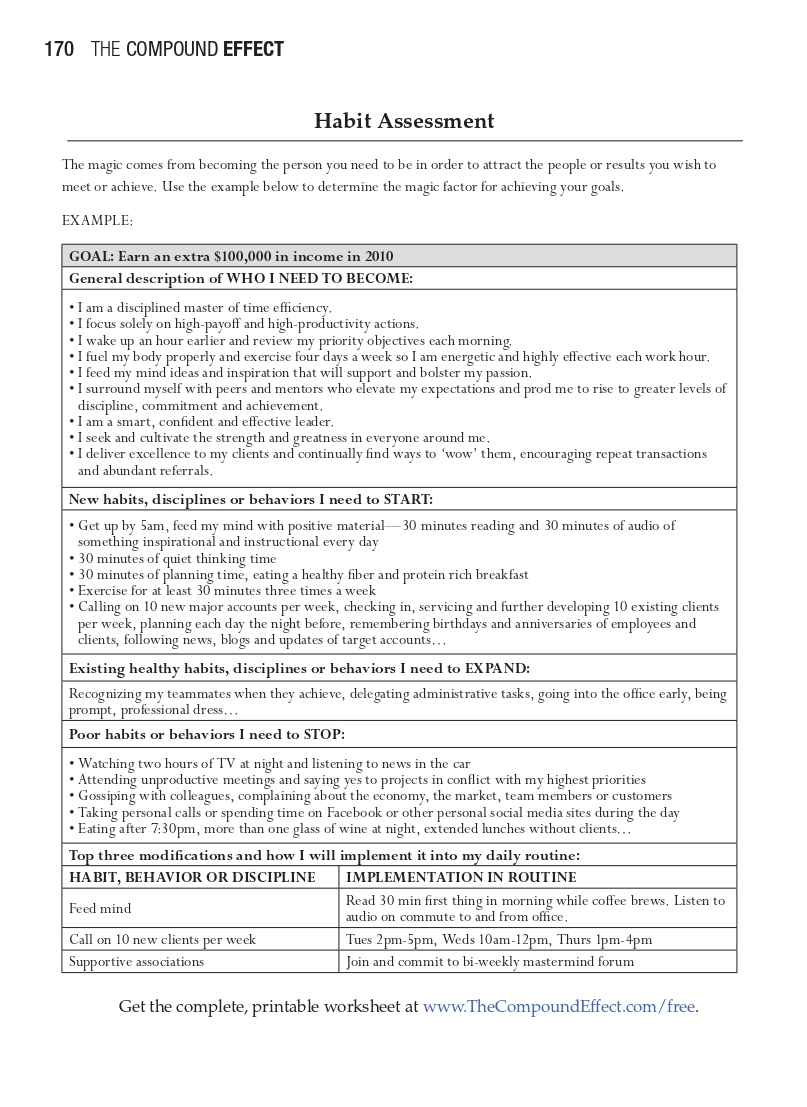 170 THE COMPOUND EFFECT
Habit Assessment
The magic comes from becoming the person you need to be in order to attract the people or results you wish to
meet or achieve. Use the example below to determine the magic factor for achieving your goals.
EXAMPLE:
GOAL: Earn an extra $100,000 in income in 2010
General description of WHO I NEED TO BECOME:
• I am a disciplined master of time efficiency.
• I focus solely on high-payoff and high-productivity actions.
• I wake up an hour earlier and review my priority objectives each morning.
• I fuel my body properly and exercise four days a week so I am energetic and highly effective each work hour.
• I feed my mind ideas and inspiration that will support and bolster my passion.
• I surround myself with peers and mentors who elevate my expectations and prod me to rise to greater levels of
discipline, commitment and achievement.
• I am a smart, confident and effective leader.
• I seek and cultivate the strength and greatness in everyone around me.
• I deliver excellence to my clients and continually find ways to ‘wow’ them, encouraging repeat transactions
and abundant referrals.
New habits, disciplines or behaviors I need to START:
• Get up by 5am, feed my mind with positive material—30 minutes reading and 30 minutes of audio of
something inspirational and instructional every day
• 30 minutes of quiet thinking time
• 30 minutes of planning time, eating a healthy fiber and protein rich breakfast
• Exercise for at least 30 minutes three times a week
• Calling on 10 new major accounts per week, checking in, servicing and further developing 10 existing clients
per week, planning each day the night before, remembering birthdays and anniversaries of employees and
clients, following news, blogs and updates of target accounts…
Existing healthy habits, disciplines or behaviors I need to EXPAND:
Recognizing my teammates when they achieve, delegating administrative tasks, going into the office early, being
prompt, professional dress…
Poor habits or behaviors I need to STOP:
• Watching two hours of TV at night and listening to news in the car
• Attending unproductive meetings and saying yes to projects in conflict with my highest priorities
• Gossiping with colleagues, complaining about the economy, the market, team members or customers
• Taking personal calls or spending time on Facebook or other personal social media sites during the day
• Eating after 7:30pm, more than one glass of wine at night, extended lunches without clients…
Top three modifications and how I will implement it into my daily routine:
HABIT, BEHAVIOR OR DISCIPLINE IMPLEMENTATION IN ROUTINE
Feed mind
Read 30 min first thing in morning while coffee brews. Listen to
audio on commute to and from office.
Call on 10 new clients per week Tues 2pm-5pm, Weds 10am-12pm, Thurs 1pm-4pm
Supportive associations Join and commit to bi-weekly mastermind forum
Get the complete, printable worksheet at www.TheCompoundEffect.com/free.